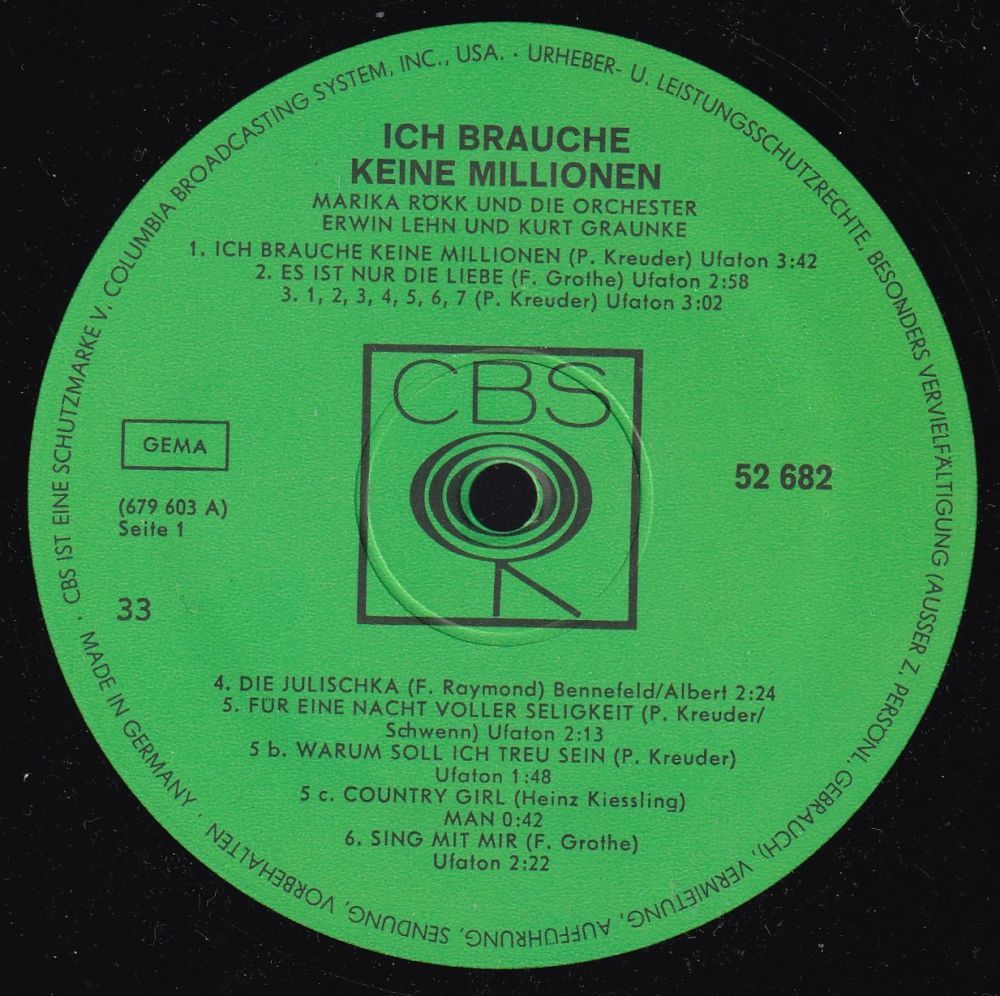 CBS IST EINE SCHUTZMARKE V. COLUMBIA BROADCASTING SYSTEM, INC., USA. · URHEBER- U. LEISTUNGSSCHUTZRECHTE, BESONDERS VERVIELFÄLTIGUNG (AUSSER Z. PERSONL. GEBRAUCH), VERMIETUNG, AUFFÜHRUNG, SENDUNG, VORBEHALTEN · MADE IN GERMANY ·
ICH BRAUCHE
KEINE MILLIONEN
MARIKA RÖKK UND DIE ORCHESTER
ERWIN LEHN UND KURT GRAUNKE
1. ICH BRAUCHE KEINE MILLIONEN (P. Kreuder) Ufaton 3:42
2. ES IST NUR DIE LIEBE (F. Grothe) Ufaton 2:58
3. 1, 2, 3, 4, 5, 6, 7 (P. Kreuder) Ufaton 3:02
CBS
GEMA
52 682
(679 603 A)
Seite 1
33
4. DIE JULISCHKA (F. Raymond) Bennefeld/Albert 2:24
5. FÜR EINE NACHT VOLLER SELIGKEIT (P. Kreuder/
Schwenn) Ufaton 2:13
5 b. WARUM SOLL ICH TREU SEIN (P. Kreuder)
Ufaton 1:48
5 c. COUNTRY GIRL (Heinz Kiessling)
MAN 0:42
6. SING MIT MIR (F. Grothe)
Ufaton 2:22